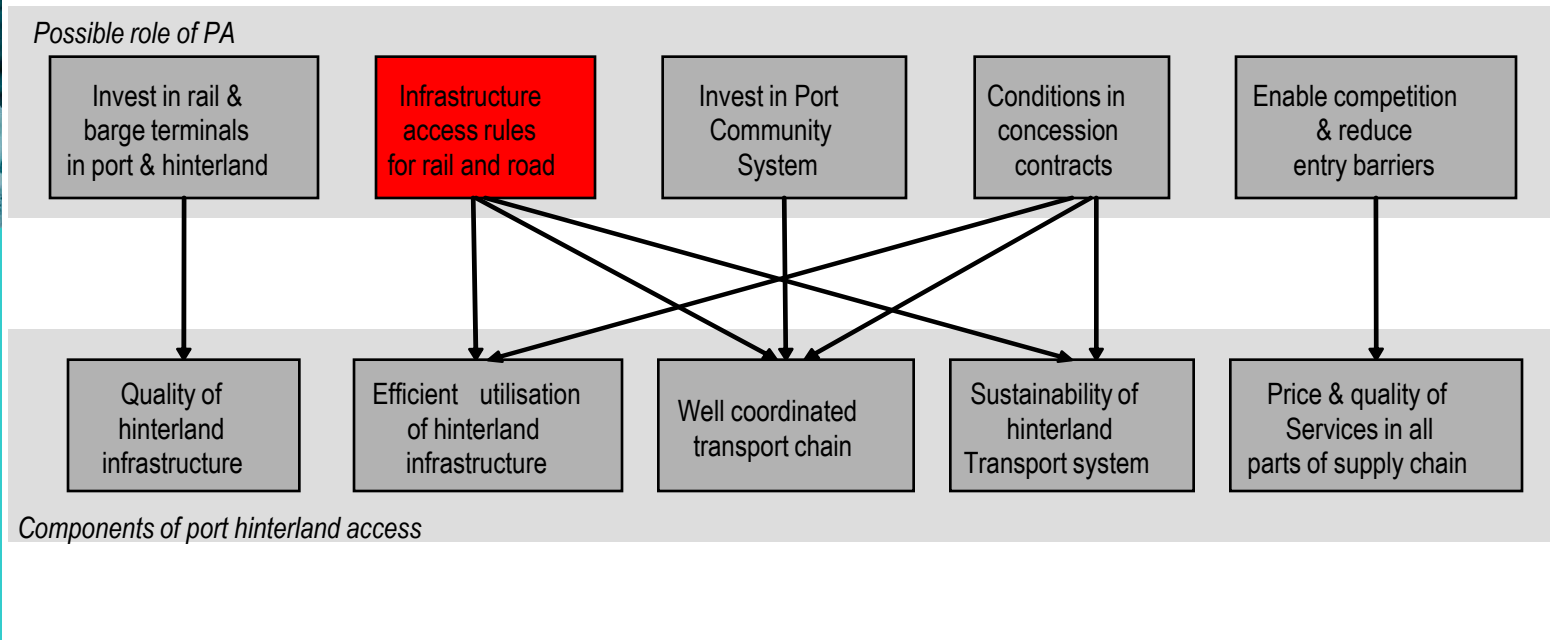 Possible role of PA
Invest in rail &
barge terminals
in port & hinterland
Infrastructure
access rules
for rail and road
Invest in Port
Community
System
Conditions in
concession
contracts
Enable competition
& reduce
entry barriers
Quality of
hinterland
infrastructure
Efficient utilisation
of hinterland
infrastructure
Well coordinated
transport chain
Sustainability of
hinterland
Transport system
Price & quality of
Services in all
parts of supply chain
Components of port hinterland access